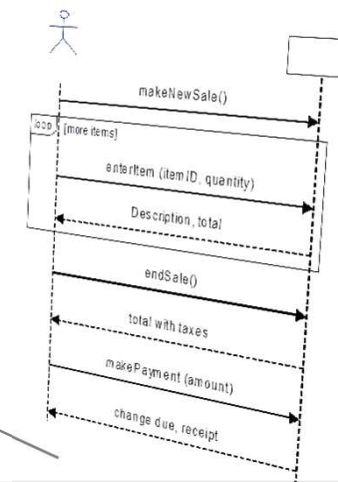 makeNewSale()
loop
[more items]
enterItem (itemID, quantity)
Description, total
endSale()
total with taxes
makePayment (amount)
change due, receipt